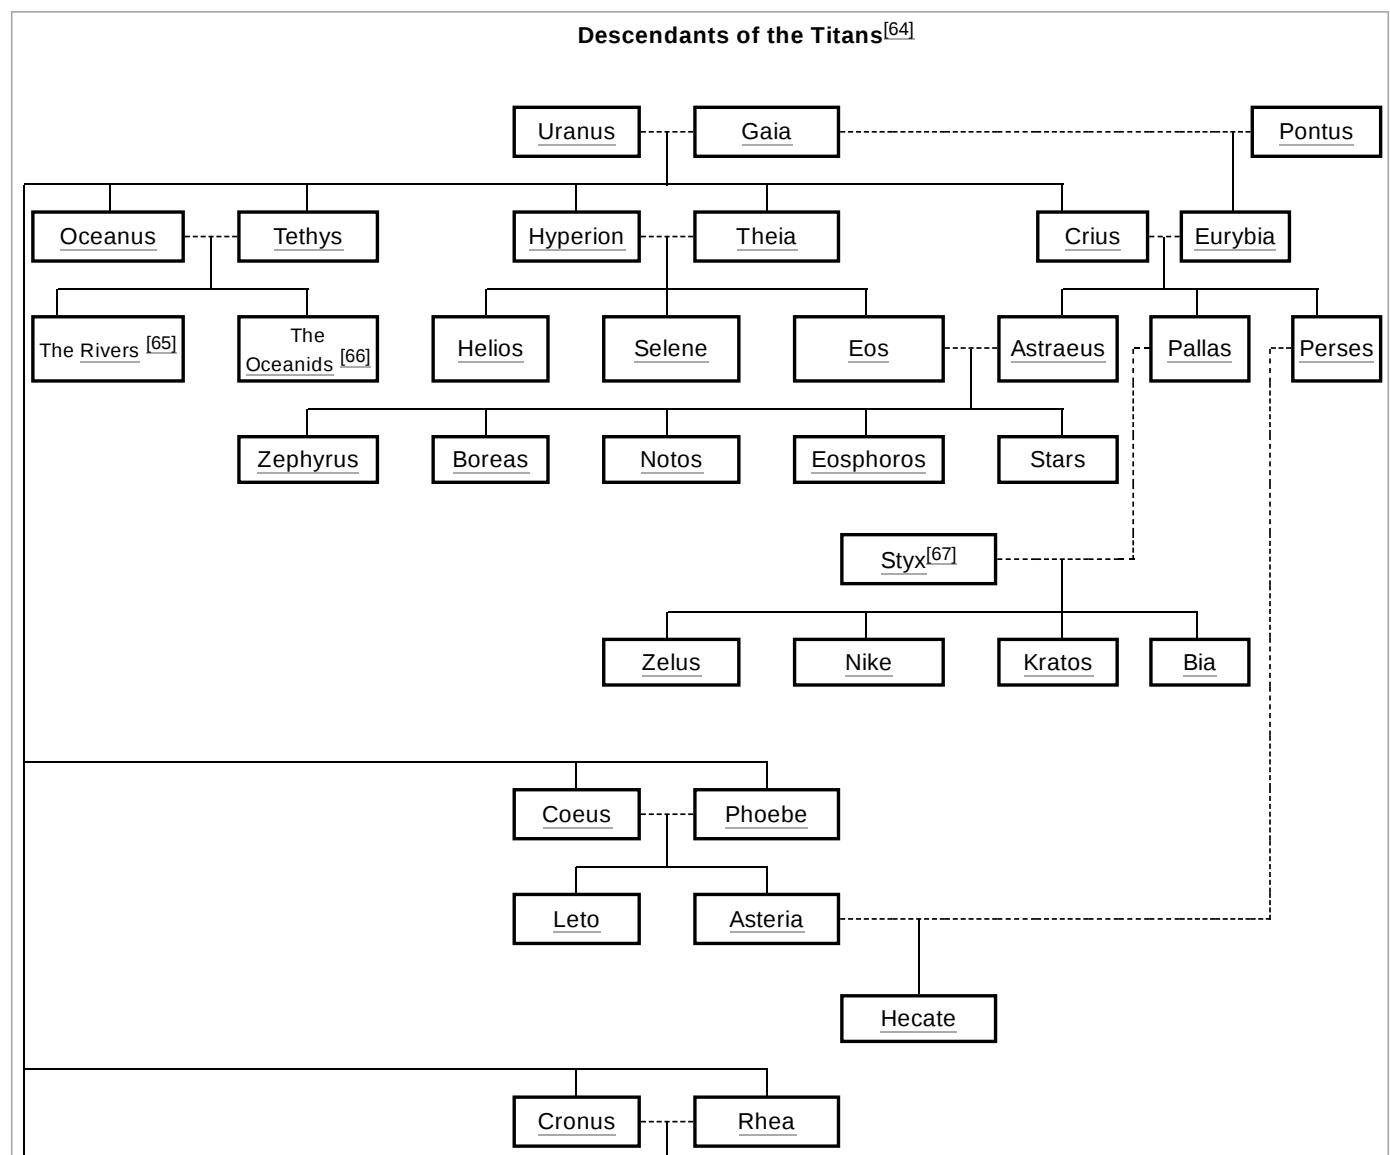 Descendants of the Titans[64]
Uranus
Gaia
Pontus
Oceanus
Tethys
Hyperion
Theia
Crius
Eurybia
The Rivers [65]
The
Oceanids [66]
Helios
Selene
Eos
Astraeus
Pallas
Perses
Zephyrus
Boreas
Notos
Eosphoros
Stars
Styx[67]
Zelus
Nike
Kratos
Bia
Coeus
Phoebe
Leto
Asteria
Hecate
Cronus
Rhea